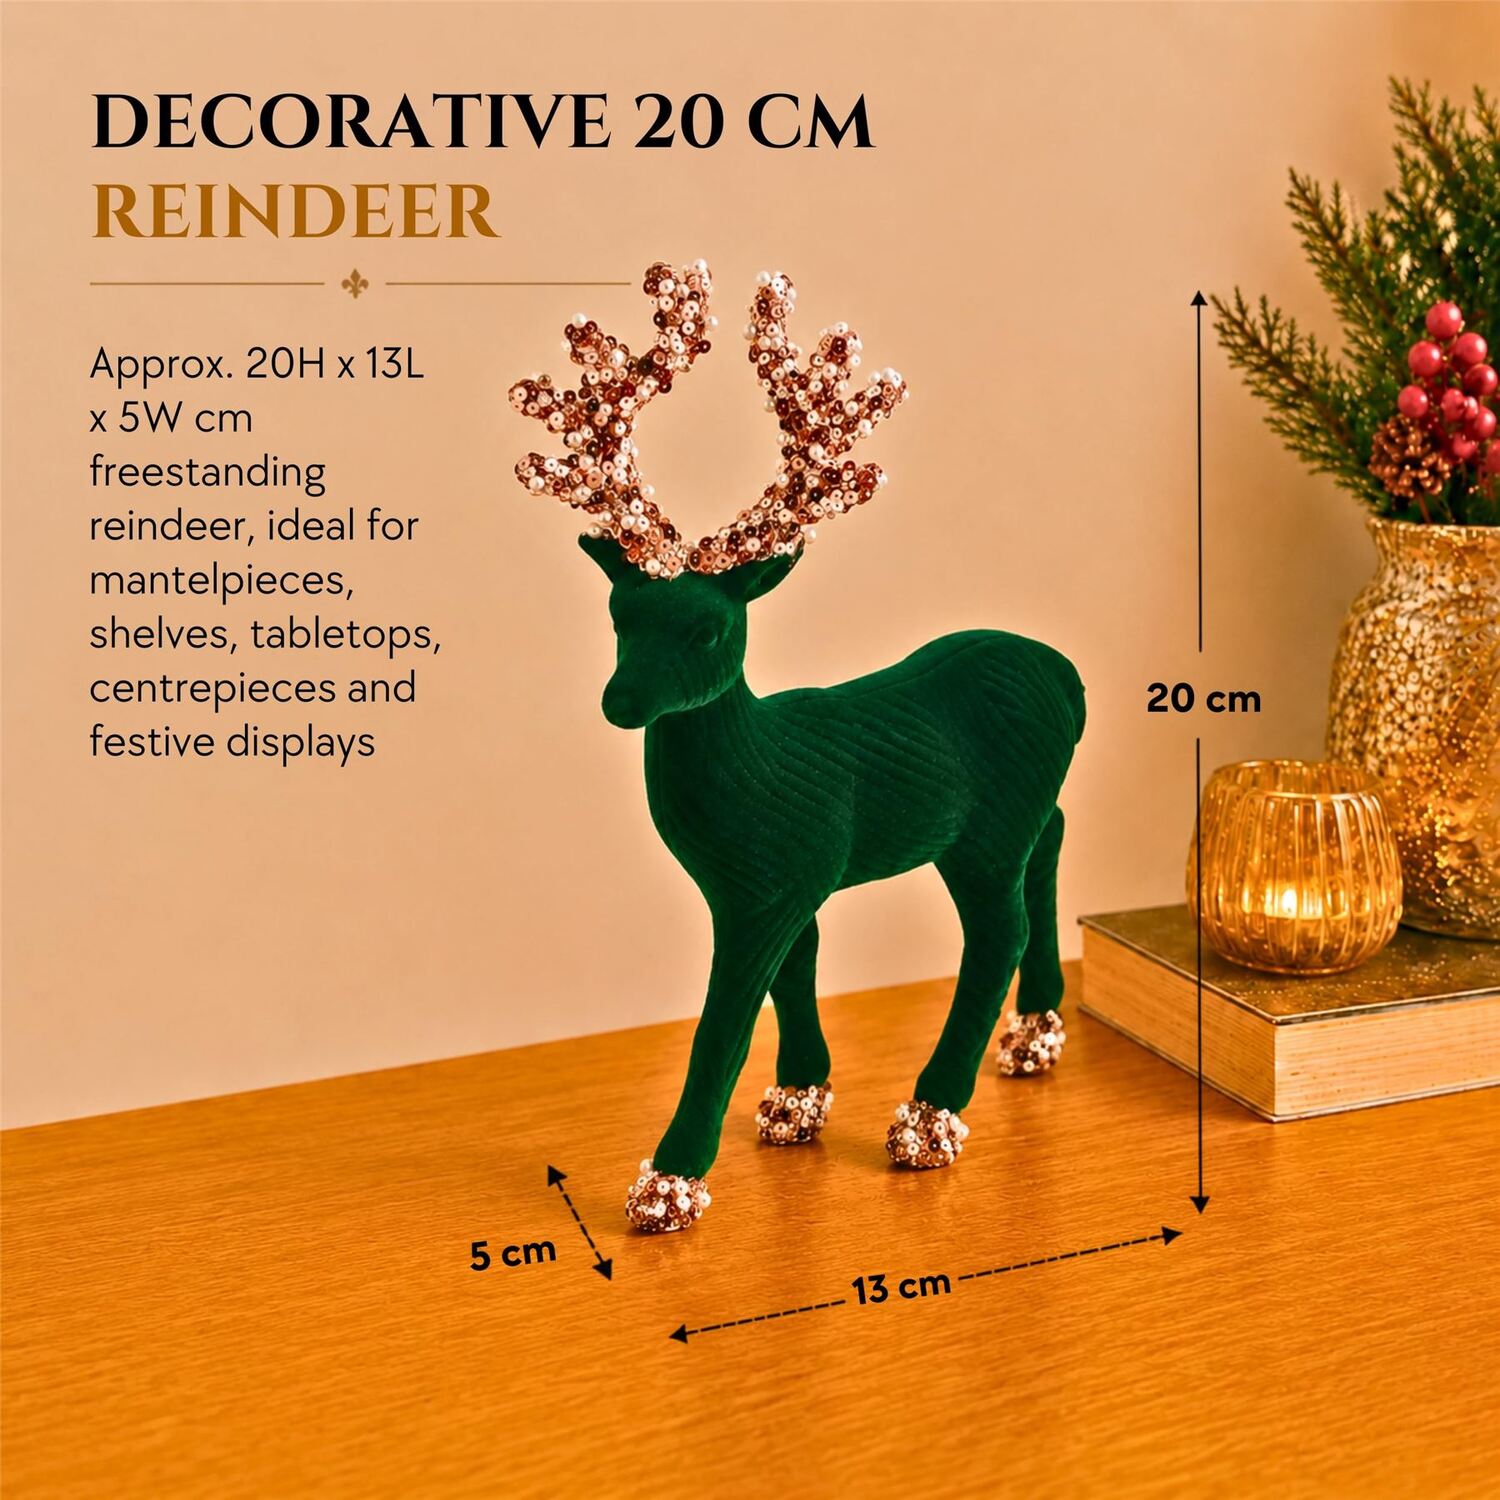 DECORATIVE 20 CM
REINDEER
Approx. 20H x 13L
x 5W cm
freestanding
reindeer, ideal for
mantelpieces,
shelves, tabletops,
centrepieces and
festive displays
20 cm
5 cm
13 cm